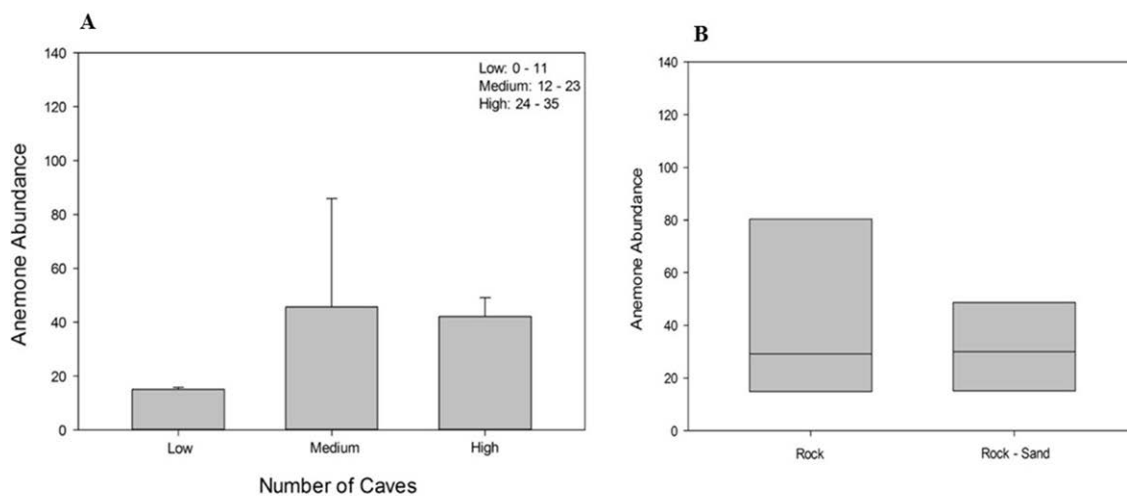 A
140
120
100
80
60
40
20
0
Anemone Abundance
Low: 0 - 11
Medium: 12 - 23
High: 24 - 35
Low Medium High
Number of Caves
B
140
120
100
80
60
40
20
0
Anemone Abundance
Rock Rock - Sand